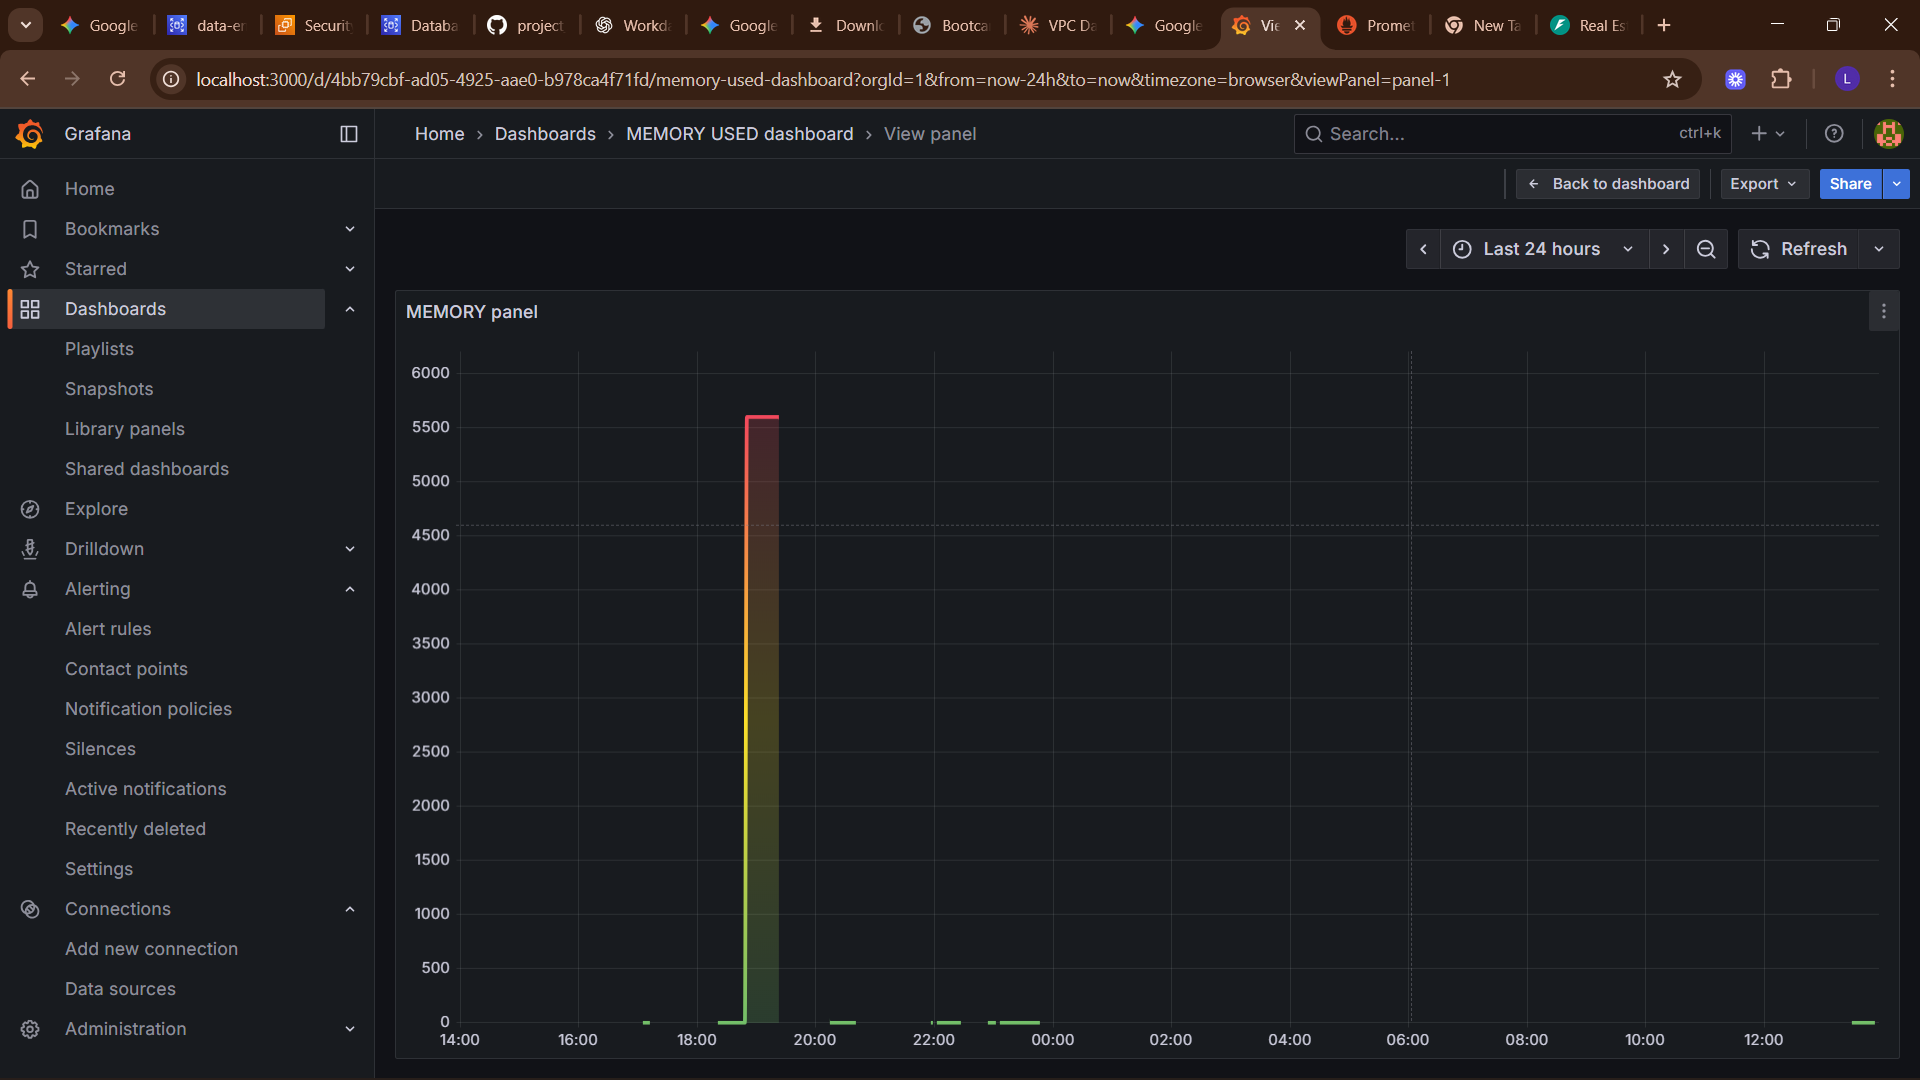 Google
data-en
Security
Databa
project
Workda
Google
Downlo
Bootca
VPC Da
Google
Vie
Promet
New Ta
Real Es
localhost:3000/d/4bb79cbf-ad05-4925-aae0-b978ca4f71fd/memory-used-dashboard?orgId=1&from=now-24h&to=now&timezone=browser&viewPanel=panel-1
L
Grafana
Home › Dashboards › MEMORY USED dashboard › View panel
Search...
ctrl+k
Back to dashboard
Export
Share
Last 24 hours
Refresh
Home
Bookmarks
Starred
Dashboards
Playlists
Snapshots
Library panels
Shared dashboards
Explore
Drilldown
Alerting
Alert rules
Contact points
Notification policies
Silences
Active notifications
Recently deleted
Settings
Connections
Add new connection
Data sources
Administration
MEMORY panel
6000
5500
5000
4500
4000
3500
3000
2500
2000
1500
1000
500
0
14:00 16:00 18:00 20:00 22:00 00:00 02:00 04:00 06:00 08:00 10:00 12:00